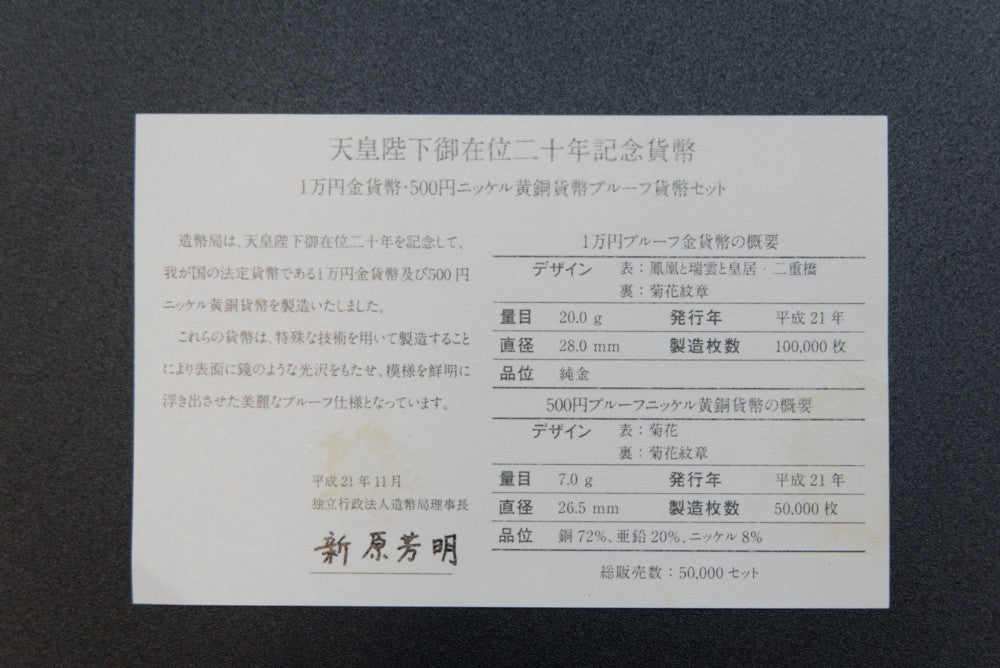 天皇陛下御在位二十年記念貨幣
1万円金貨幣・500円ニッケル黄銅貨幣プルーフ貨幣セット
造幣局は、天皇陛下御在位二十年を記念して、
我が国の法定貨幣である1万円金貨幣及び500円
ニッケル黄銅貨幣を製造いたしました。
これらの貨幣は、特殊な技術を用いて製造すること
により表面に鏡のような光沢をもたせ、模様を鮮明に
浮き出させた美麗なプルーフ仕様となっています。
平成21年11月
独立行政法人造幣局理事長
新原芳明
1万円プルーフ金貨幣の概要
デザイン 表：鳳凰と瑞雲と皇居・二重橋
裏：菊花紋章
量目 20.0 g 発行年 平成21年
直径 28.0 mm 製造枚数 100,000枚
品位 純金
500円プルーフニッケル黄銅貨幣の概要
デザイン 表：菊花
裏：菊花紋章
量目 7.0 g 発行年 平成21年
直径 26.5 mm 製造枚数 50,000枚
品位 銅72%、亜鉛20%、ニッケル8%
総販売数：50,000セット